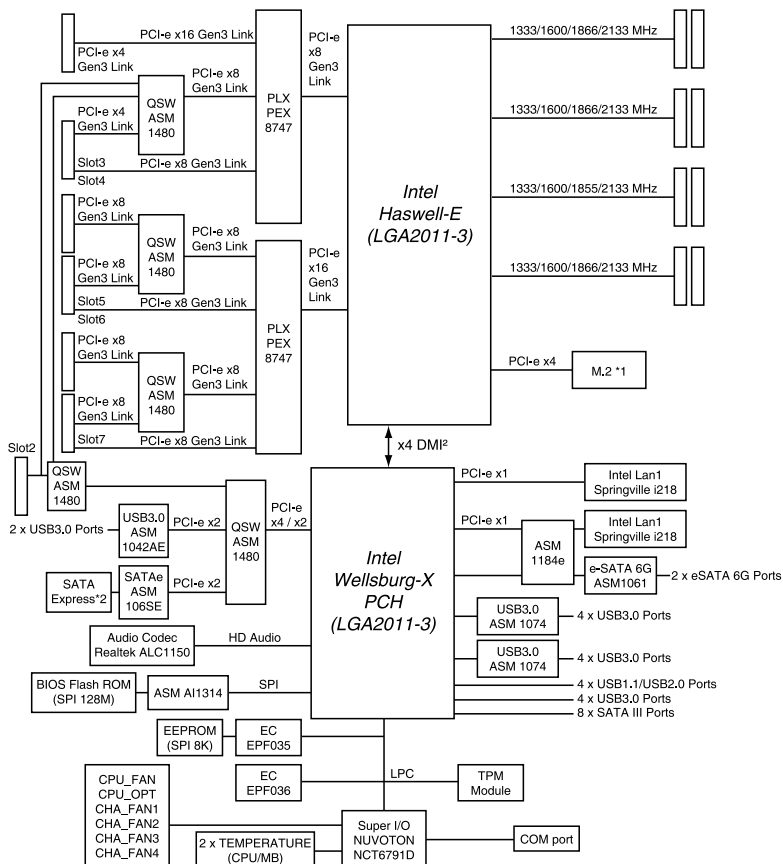 PCI-e x16 Gen3 Link
PCI-e x4
Gen3 Link
PCI-e x8
Gen3 Link
QSW
ASM
1480
PCI-e x4
Gen3 Link
Slot3
PCI-e x8 Gen3 Link
Slot4
PLX
PEX
8747
PCI-e
x8
Gen3
Link
PCI-e x8
Gen3 Link
QSW
ASM
1480
PCI-e x8
Gen3 Link
PCI-e x8
Gen3 Link
Slot5
PCI-e x8 Gen3 Link
Slot6
PCI-e x8
Gen3 Link
QSW
ASM
1480
PCI-e x8
Gen3 Link
PCI-e x8
Gen3 Link
Slot7
PCI-e x8 Gen3 Link
PLX
PEX
8747
PCI-e
x16
Gen3
Link
Intel
Haswell-E
(LGA2011-3)
1333/1600/1866/2133 MHz
1333/1600/1866/2133 MHz
1333/1600/1855/2133 MHz
1333/1600/1866/2133 MHz
PCI-e x4
M.2 *1
x4 DMI²
Slot2
QSW
ASM
1480
2 x USB3.0 Ports
USB3.0
ASM
1042AE
PCI-e x2
QSW
ASM
1480
PCI-e
x4 / x2
SATA
Express*2
SATAe
ASM
106SE
PCI-e x2
Intel
Wellsburg-X
PCH
(LGA2011-3)
PCI-e x1
Intel Lan1
Springville i218
PCI-e x1
ASM
1184e
Intel Lan1
Springville i218
e-SATA 6G
ASM1061
2 x eSATA 6G Ports
USB3.0
ASM 1074
4 x USB3.0 Ports
USB3.0
ASM 1074
4 x USB3.0 Ports
4 x USB1.1/USB2.0 Ports
4 x USB3.0 Ports
8 x SATA III Ports
Audio Codec
Realtek ALC1150
HD Audio
BIOS Flash ROM
(SPI 128M)
ASM AI1314
SPI
EEPROM
(SPI 8K)
EC
EPF035
EC
EPF036
LPC
TPM
Module
CPU_FAN
CPU_OPT
CHA_FAN1
CHA_FAN2
CHA_FAN3
CHA_FAN4
2 x TEMPERATURE
(CPU/MB)
Super I/O
NUVOTON
NCT6791D
COM port